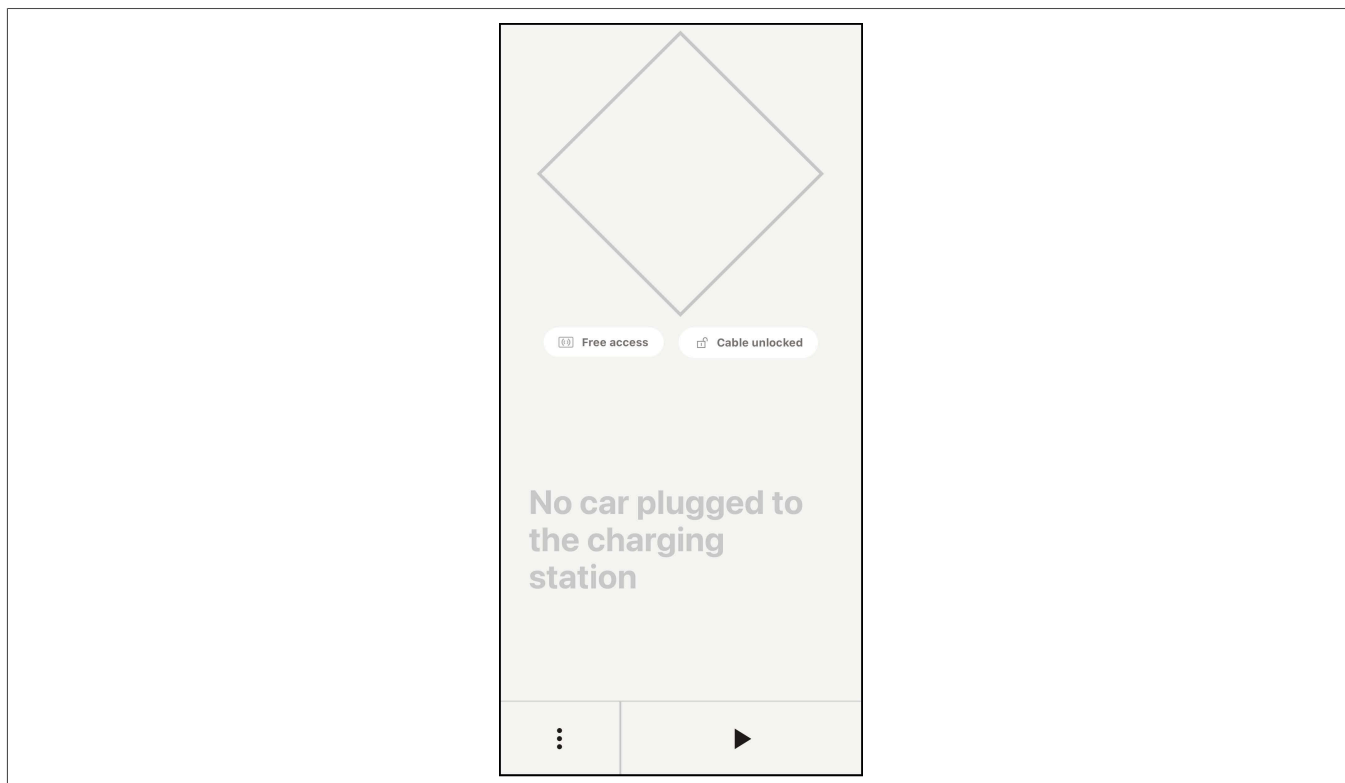 Free access
Cable unlocked
No car plugged to
the charging
station